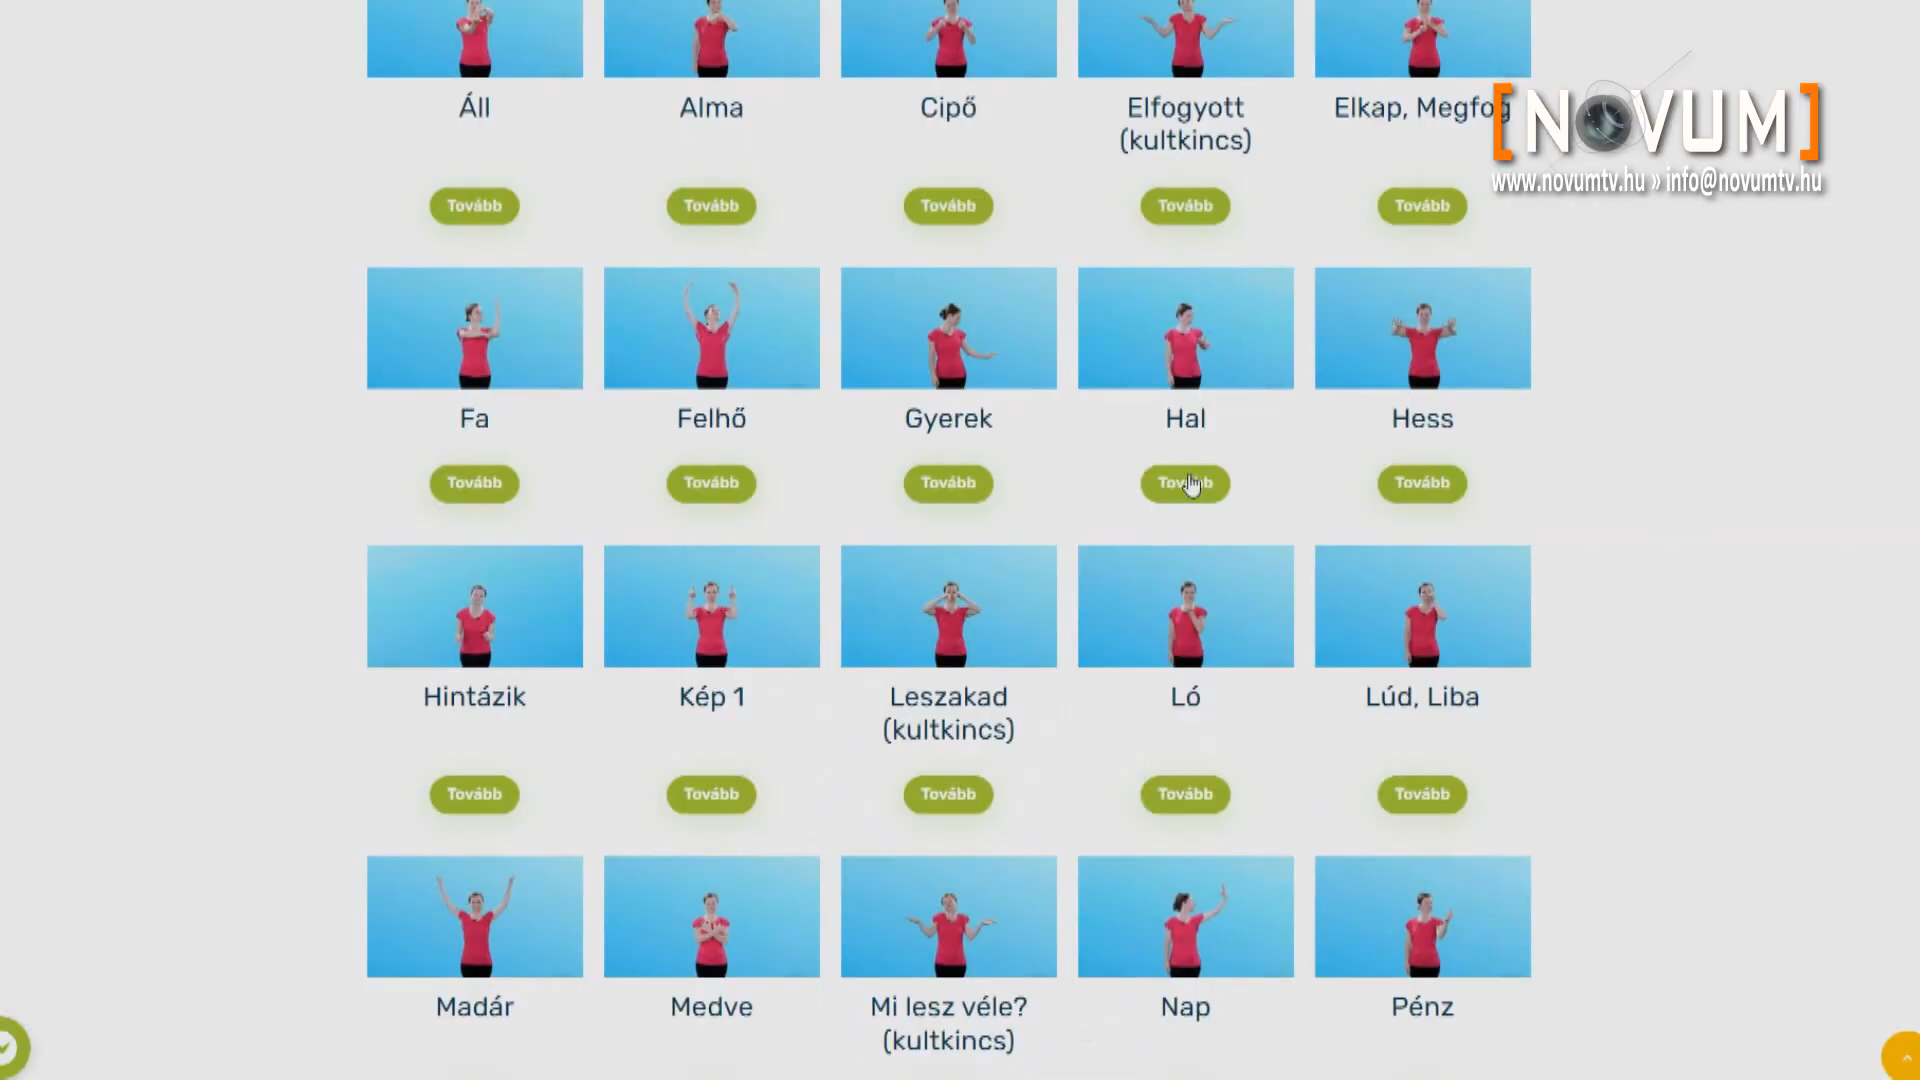 Áll
Alma
Cipő
Elfogyott
(kultkincs)
Elkap, Megfog
[NOVUM]
www.novumtv.hu » info@novumtv.hu
Tovább
Tovább
Tovább
Tovább
Tovább
Fa
Felhő
Gyerek
Hal
Hess
Tovább
Tovább
Tovább
Tovább
Tovább
Hintázik
Kép 1
Leszakad
(kultkincs)
Ló
Lúd, Liba
Tovább
Tovább
Tovább
Tovább
Tovább
Madár
Medve
Mi lesz véle?
(kultkincs)
Nap
Pénz